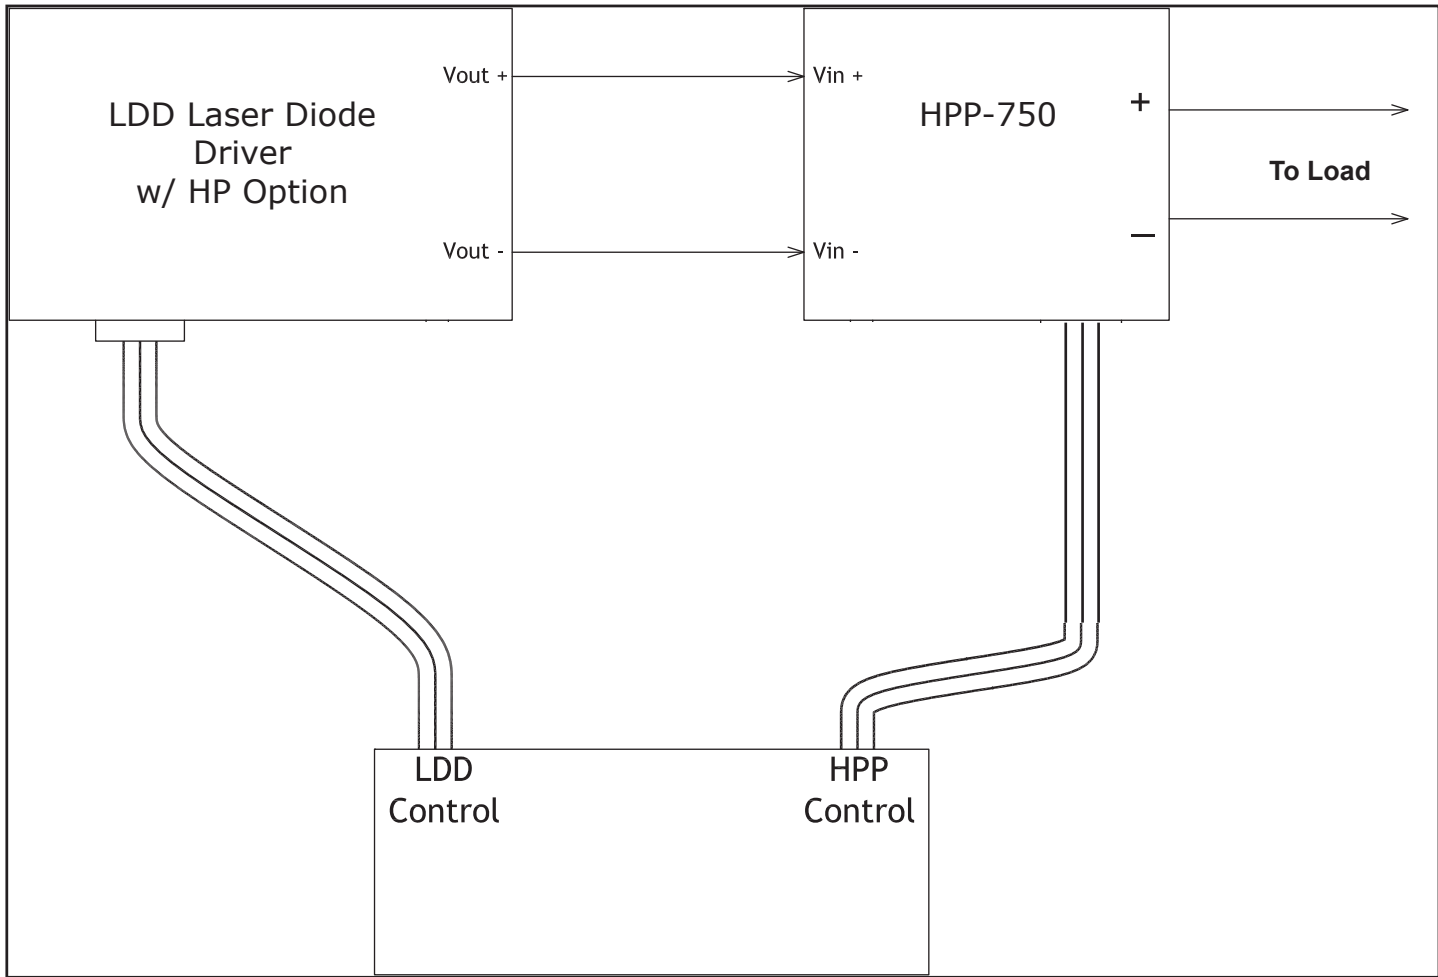 LDD Laser Diode
Driver
w/ HP Option
Vout +
Vout -
Vin +
Vin -
HPP-750
+
—
To Load
LDD
Control
HPP
Control